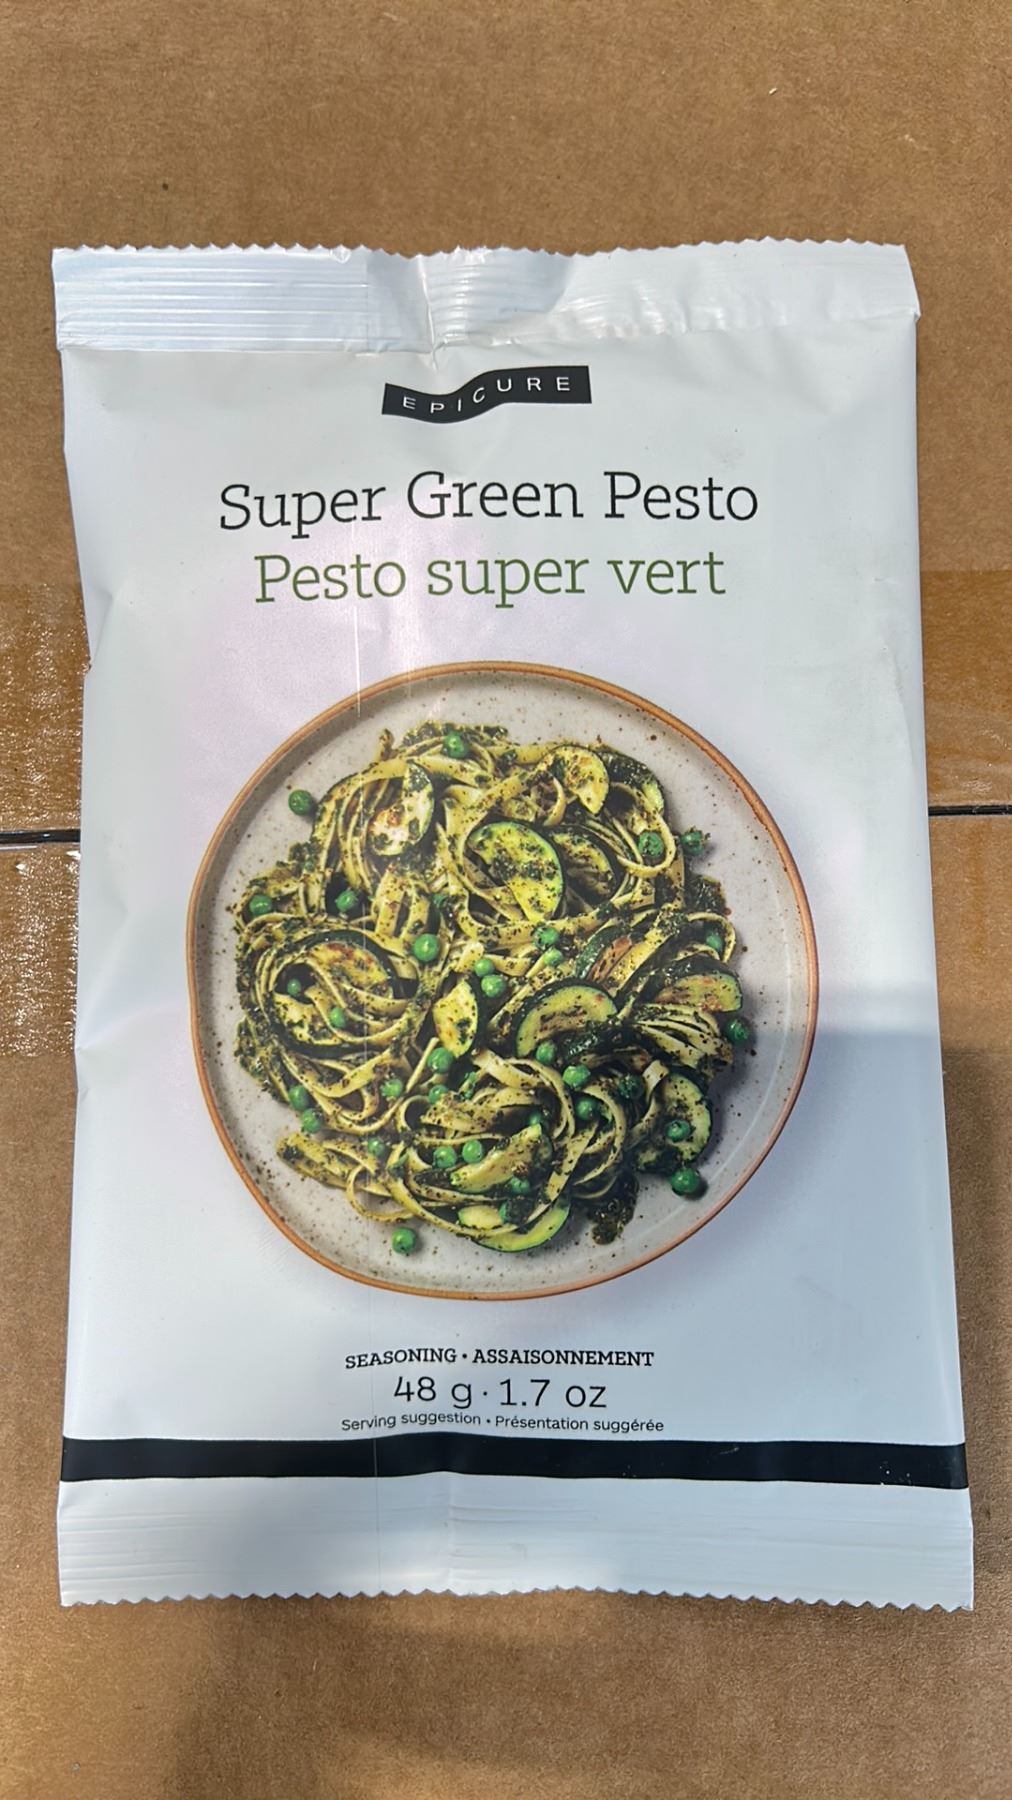 EPICURE
Super Green Pesto
Pesto super vert
SEASONING • ASSAISONNEMENT
48 g · 1.7 oz
Serving suggestion • Présentation suggérée